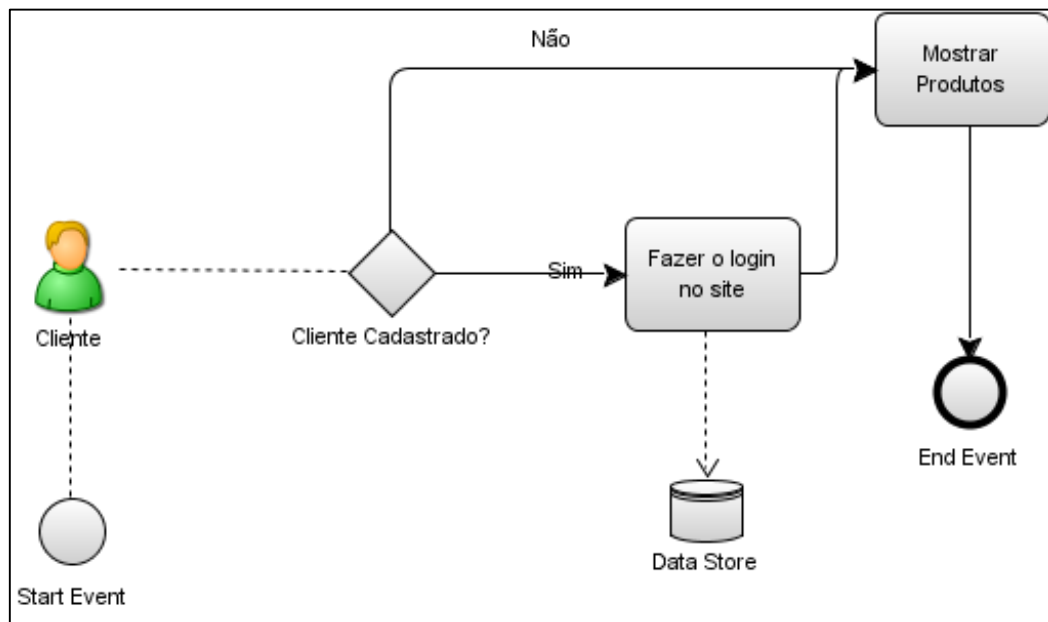 Não
Mostrar
Produtos
Cliente
Cliente Cadastrado?
Sim
Fazer o login
no site
Data Store
End Event
Start Event